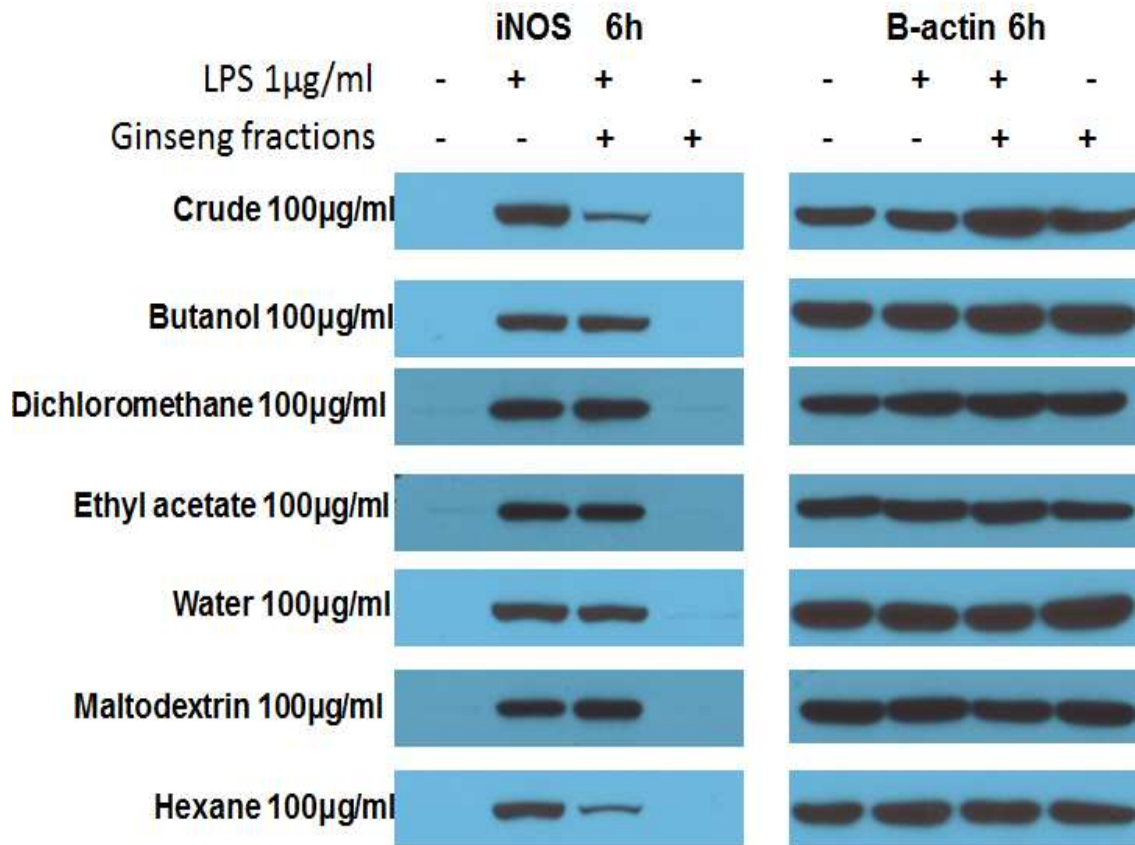 iNOS 6h B-actin 6h
LPS 1µg/ml - + + - - + + -
Ginseng fractions - - + + - - + +
Crude 100µg/ml
Butanol 100µg/ml
Dichloromethane 100µg/ml
Ethyl acetate 100µg/ml
Water 100µg/ml
Maltodextrin 100µg/ml
Hexane 100µg/ml